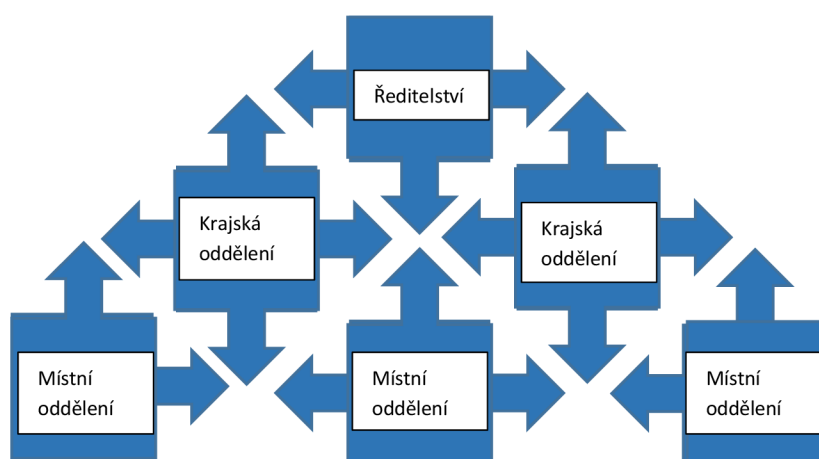 Ředitelství
Krajská
oddělení
Krajská
oddělení
Místní
oddělení
Místní
oddělení
Místní
oddělení